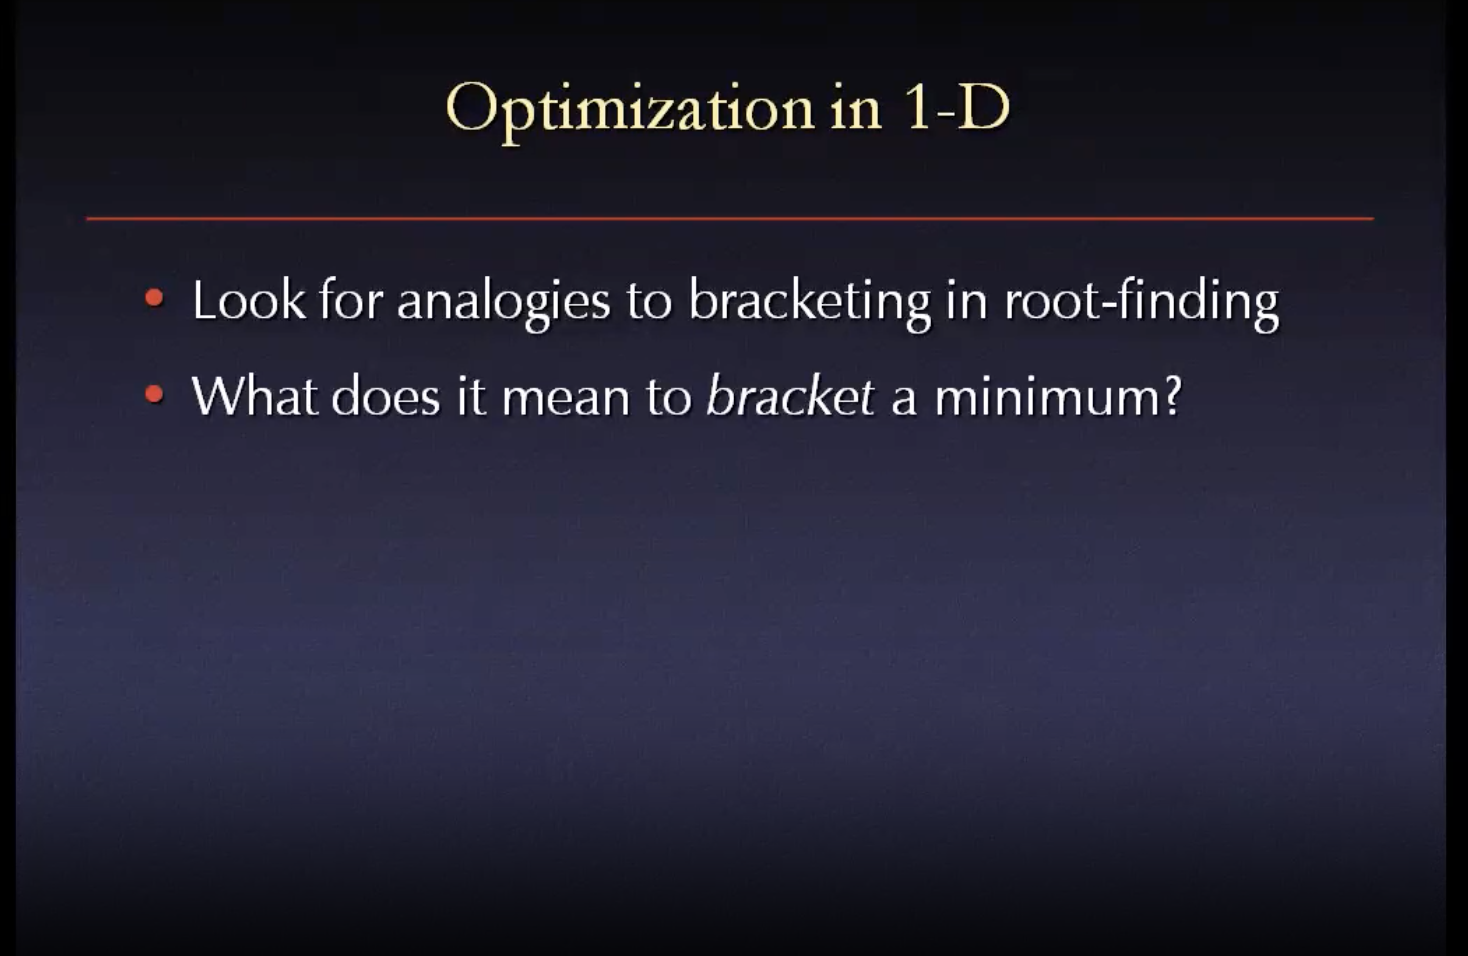 Optimization in 1-D
• Look for analogies to bracketing in root-finding
• What does it mean to bracket a minimum?